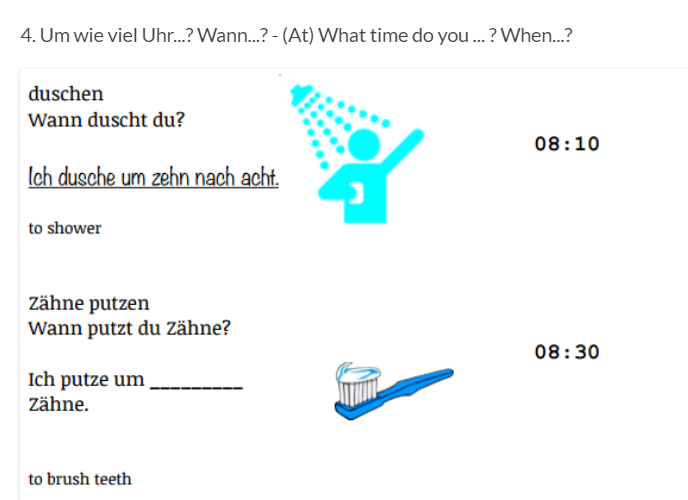 4. Um wie viel Uhr...? Wann...? - (At) What time do you ... ? When...?
duschen
Wann duscht du?
08:10
Ich dusche um zehn nach acht.
to shower
Zähne putzen
Wann putzt du Zähne?
08:30
Ich putze um _________
Zähne.
to brush teeth